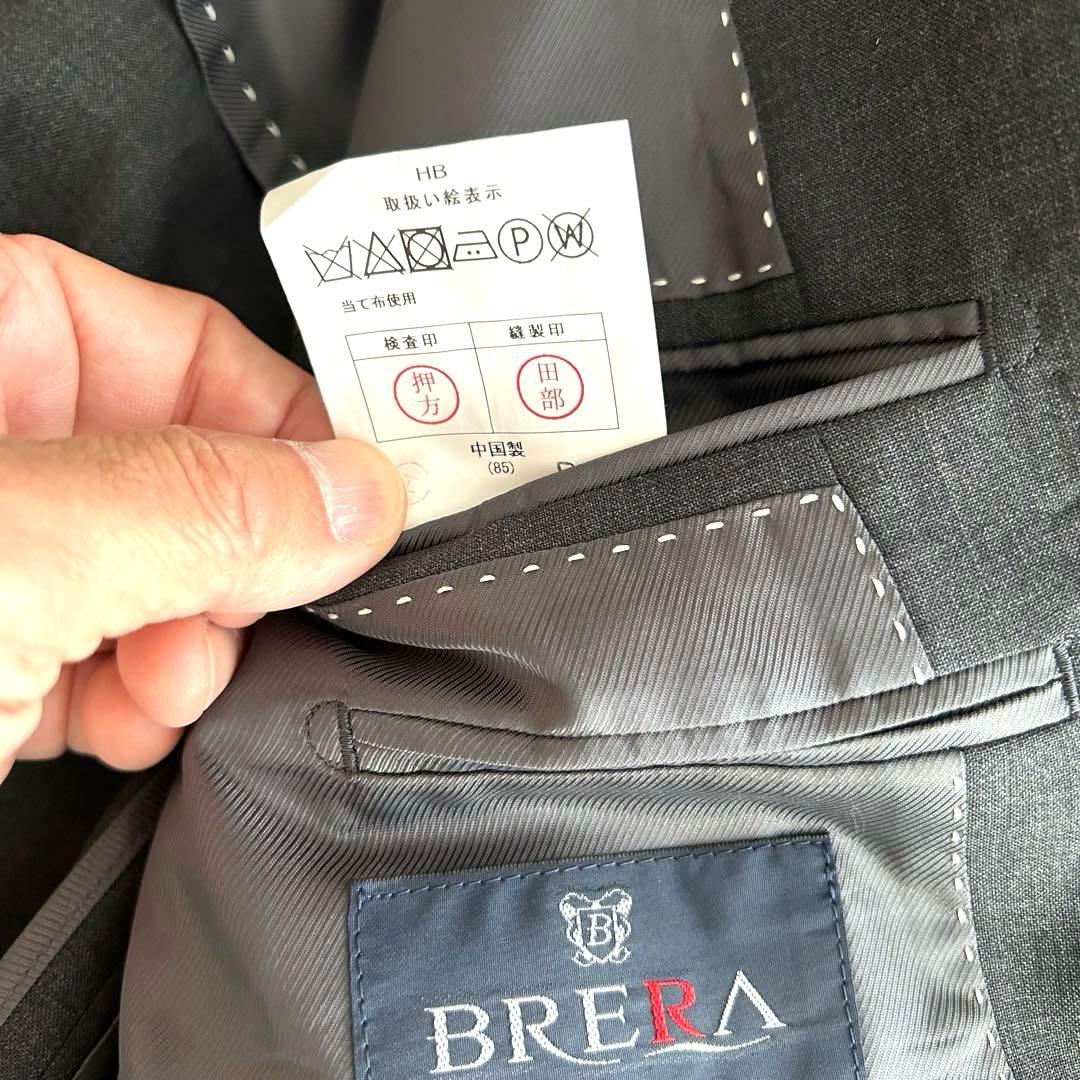 HB
取扱い絵表示
P W
当て布使用
検査印 縫製印
押方 田部
中国製
(85)
B
BRERA